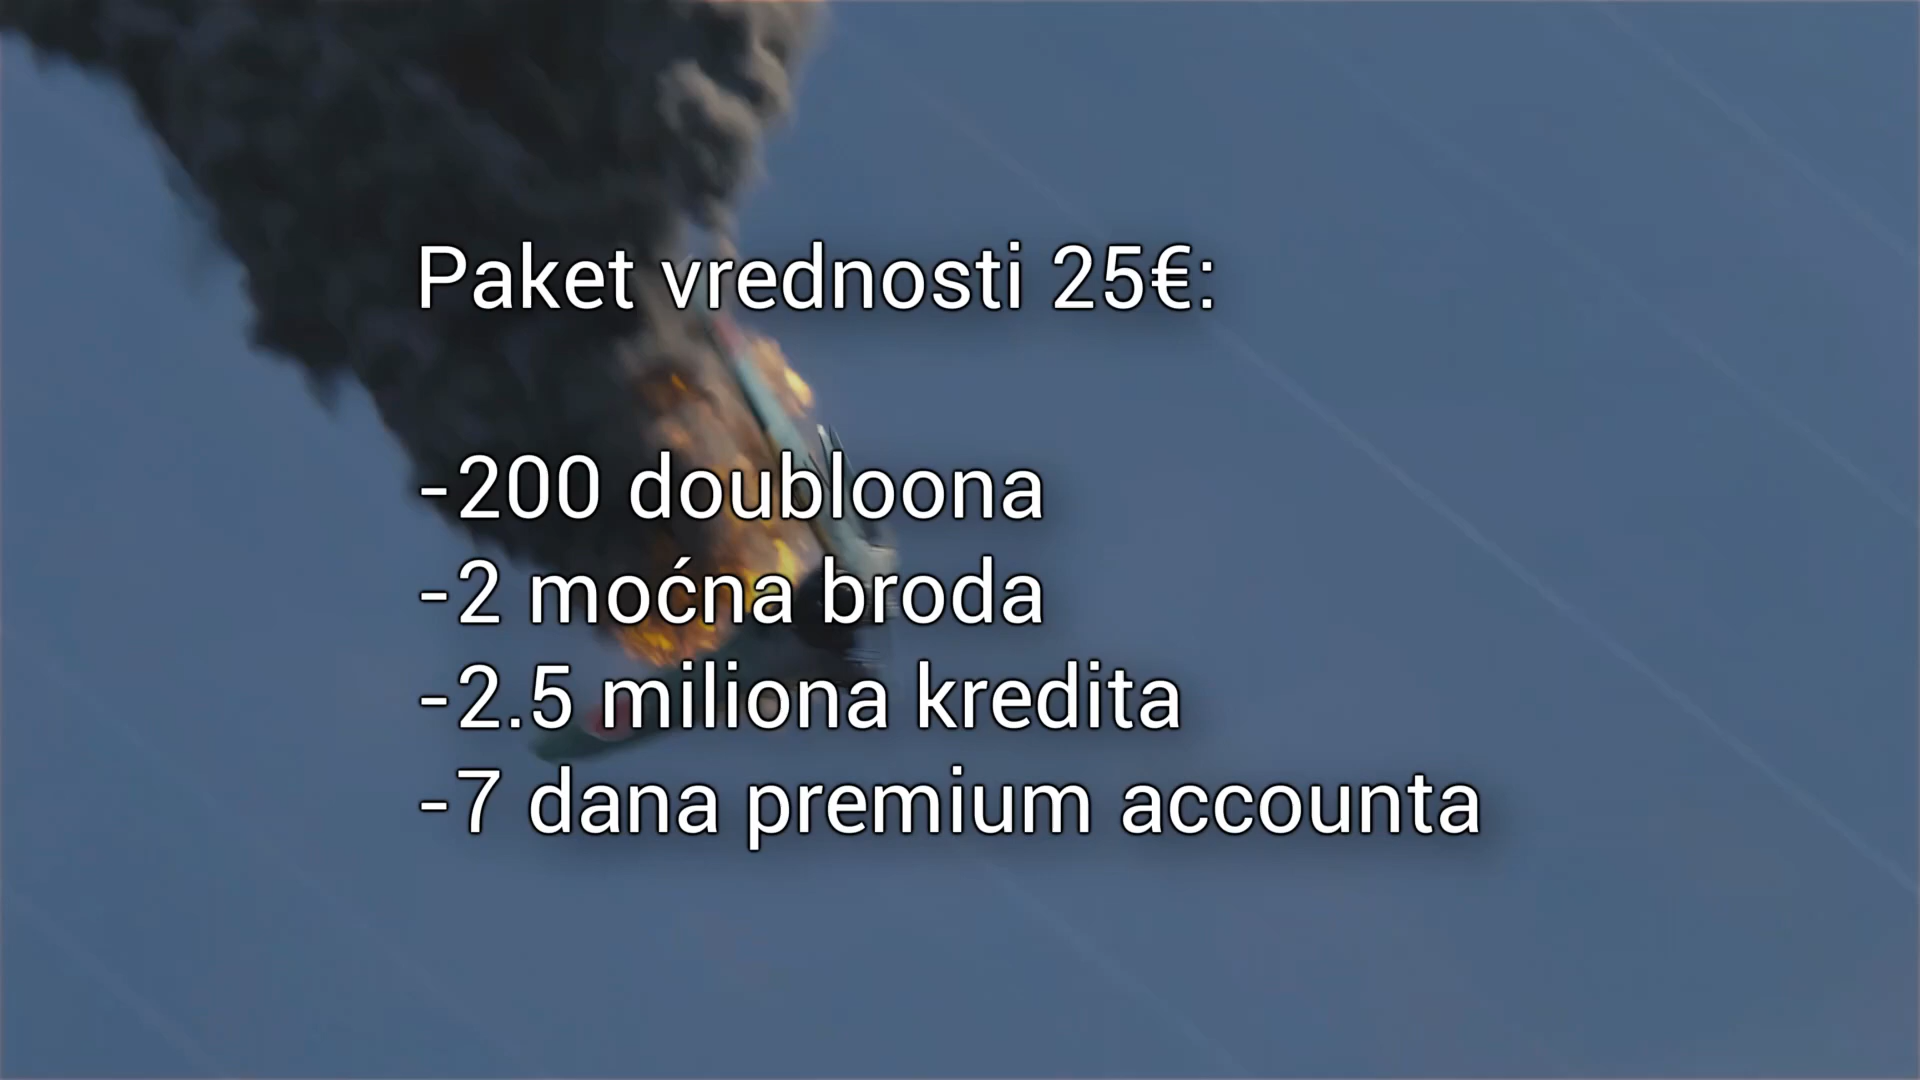 Paket vrednosti 25€:
-200 doubloona
-2 moćna broda
-2.5 miliona kredita
-7 dana premium accounta